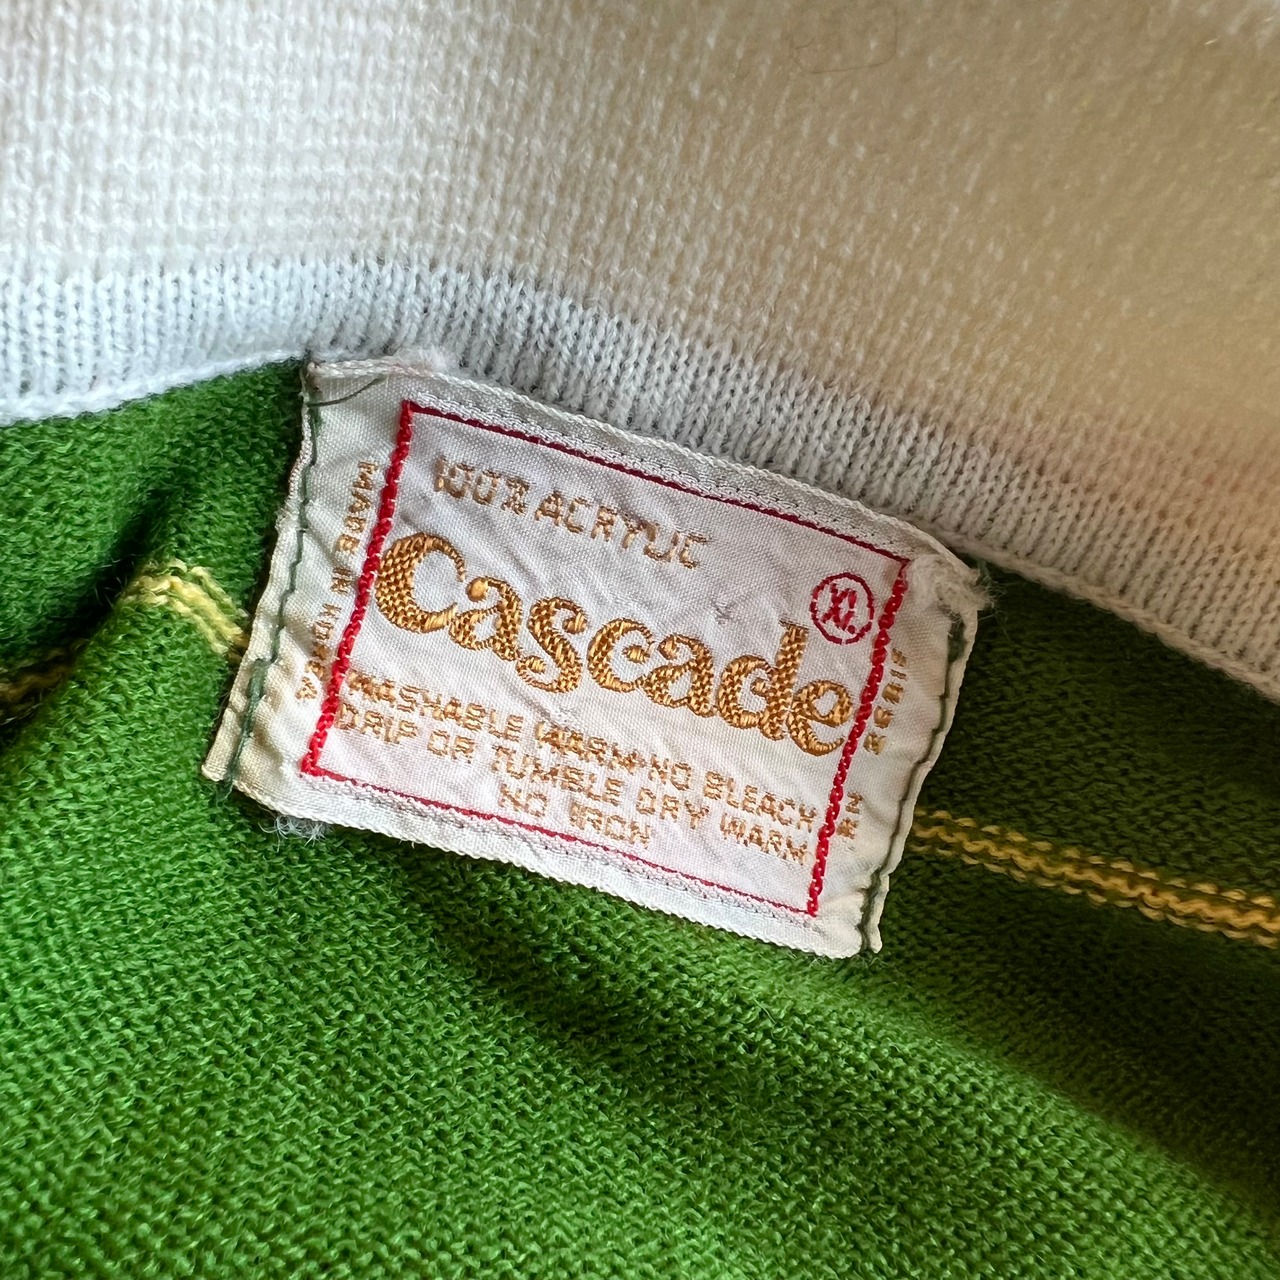 100% ACRYLIC
Cascade
XL
WASHABLE WARM-NO BLEACH
DRIP OR TUMBLE DRY WARM
NO IRON
MADE IN KOREA